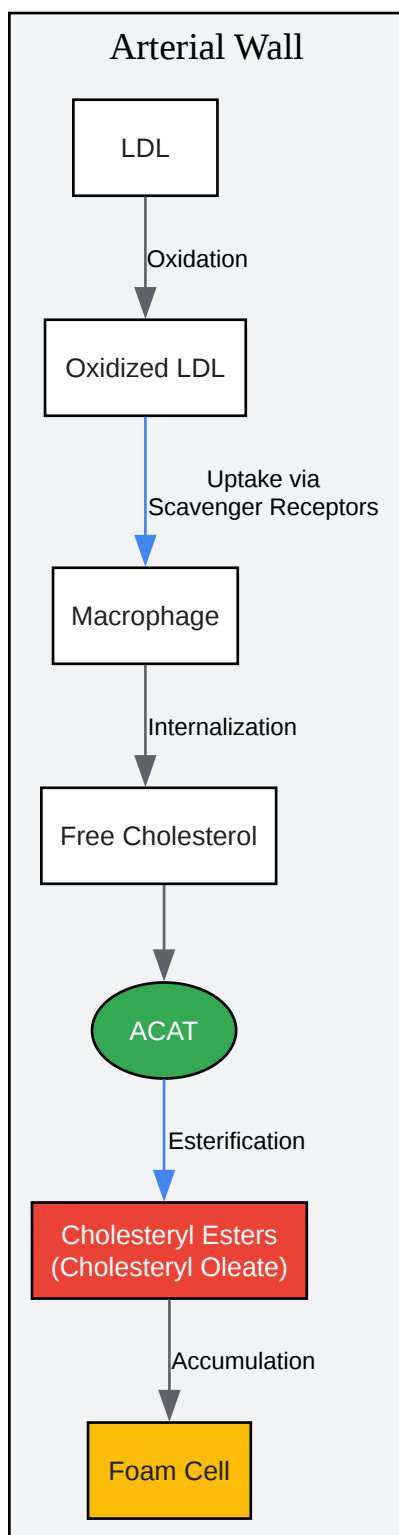 Arterial Wall
LDL
Oxidation
Oxidized LDL
Uptake via
Scavenger Receptors
Macrophage
Internalization
Free Cholesterol
ACAT
Esterification
Cholesteryl Esters
(Cholesteryl Oleate)
Accumulation
Foam Cell